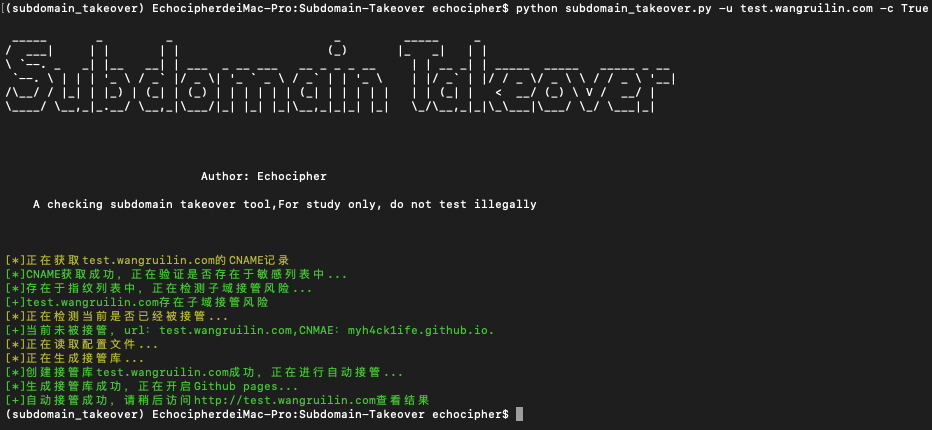 [(subdomain_takeover) EchocipherdeiMac-Pro:Subdomain-Takeover echocipher$ python subdomain_takeover.py -u test.wangruilin.com -c True
Subdomain Takeover
Author: Echocipher
A checking subdomain takeover tool,For study only, do not test illegally
[*]正在获取test.wangruilin.com的CNAME记录
[*]CNAME获取成功，正在验证是否存在于敏感列表中...
[*]存在于指纹列表中，正在检测子域接管风险...
[+]test.wangruilin.com存在子域接管风险
[*]正在检测当前是否已经被接管...
[+]当前未被接管，url：test.wangruilin.com,CNMAE：myh4ck1ife.github.io.
[*]正在读取配置文件...
[*]正在生成接管库...
[*]创建接管库test.wangruilin.com成功，正在进行自动接管...
[*]生成接管库成功，正在开启Github pages...
[+]自动接管成功，请稍后访问http://test.wangruilin.com查看结果
(subdomain_takeover) EchocipherdeiMac-Pro:Subdomain-Takeover echocipher$